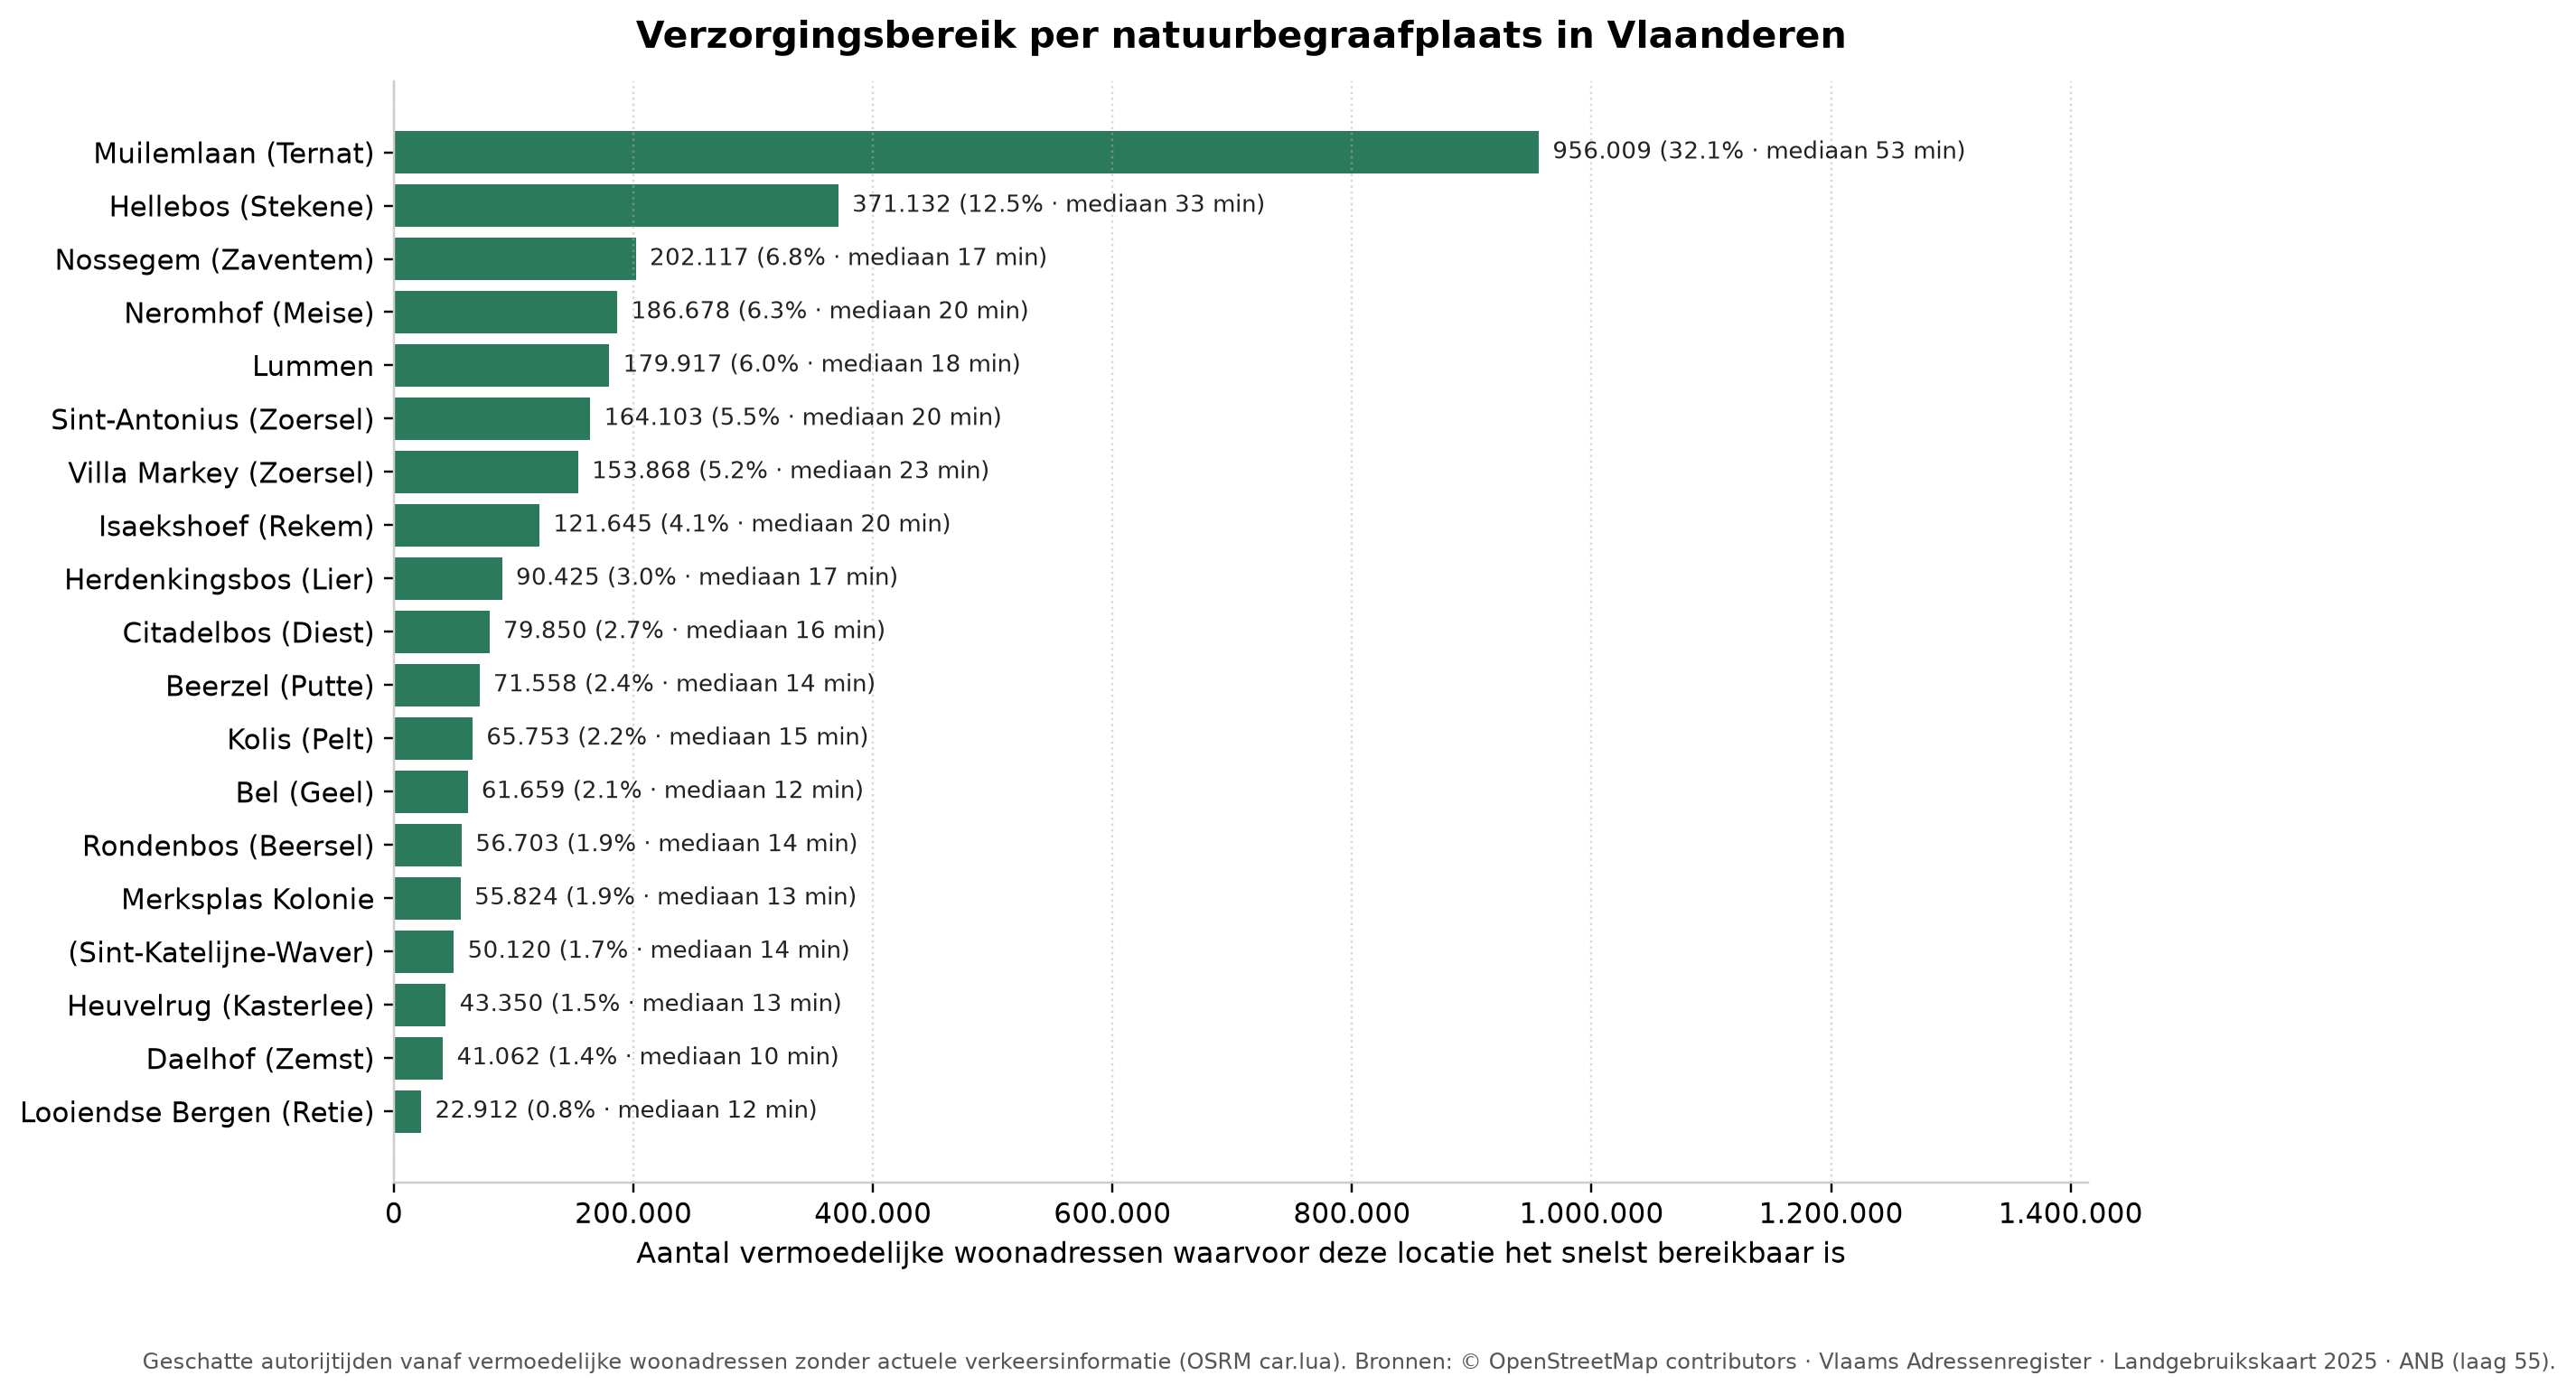 Verzorgingsbereik per natuurbegraafplaats in Vlaanderen
Muilemlaan (Ternat) 956.009 (32.1% · mediaan 53 min)
Hellebos (Stekene) 371.132 (12.5% · mediaan 33 min)
Nossegem (Zaventem) 202.117 (6.8% · mediaan 17 min)
Neromhof (Meise) 186.678 (6.3% · mediaan 20 min)
Lummen 179.917 (6.0% · mediaan 18 min)
Sint-Antonius (Zoersel) 164.103 (5.5% · mediaan 20 min)
Villa Markey (Zoersel) 153.868 (5.2% · mediaan 23 min)
Isaekshoef (Rekem) 121.645 (4.1% · mediaan 20 min)
Herdenkingsbos (Lier) 90.425 (3.0% · mediaan 17 min)
Citadelbos (Diest) 79.850 (2.7% · mediaan 16 min)
Beerzel (Putte) 71.558 (2.4% · mediaan 14 min)
Kolis (Pelt) 65.753 (2.2% · mediaan 15 min)
Bel (Geel) 61.659 (2.1% · mediaan 12 min)
Rondenbos (Beersel) 56.703 (1.9% · mediaan 14 min)
Merksplas Kolonie 55.824 (1.9% · mediaan 13 min)
(Sint-Katelijne-Waver) 50.120 (1.7% · mediaan 14 min)
Heuvelrug (Kasterlee) 43.350 (1.5% · mediaan 13 min)
Daelhof (Zemst) 41.062 (1.4% · mediaan 10 min)
Looiendse Bergen (Retie) 22.912 (0.8% · mediaan 12 min)
0 200.000 400.000 600.000 800.000 1.000.000 1.200.000 1.400.000
Aantal vermoedelijke woonadressen waarvoor deze locatie het snelst bereikbaar is
Geschatte autorijtijden vanaf vermoedelijke woonadressen zonder actuele verkeersinformatie (OSRM car.lua). Bronnen: © OpenStreetMap contributors · Vlaams Adressenregister · Landgebruikskaart 2025 · ANB (laag 55).